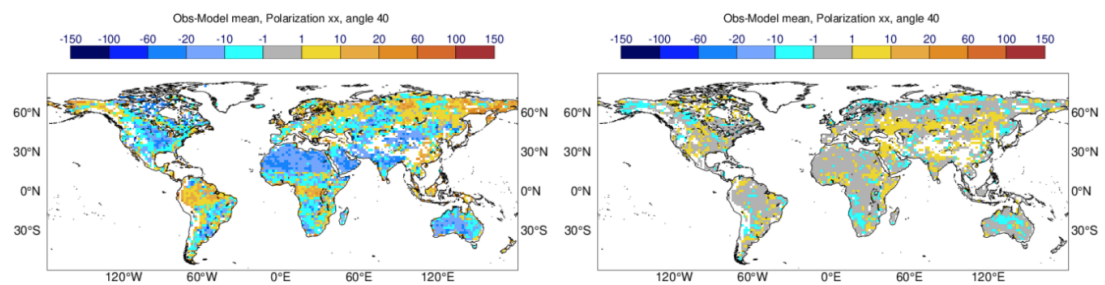 Obs-Model mean, Polarization xx, angle 40
-150 -100 -60 -20 -10 -1 1 10 20 60 100 150
60°N 60°N
30°N 30°N
0°N 0°N
30°S 30°S
120°W 60°W 0°E 60°E 120°E
Obs-Model mean, Polarization xx, angle 40
-150 -100 -60 -20 -10 -1 1 10 20 60 100 150
60°N 60°N
30°N 30°N
0°N 0°N
30°S 30°S
120°W 60°W 0°E 60°E 120°E